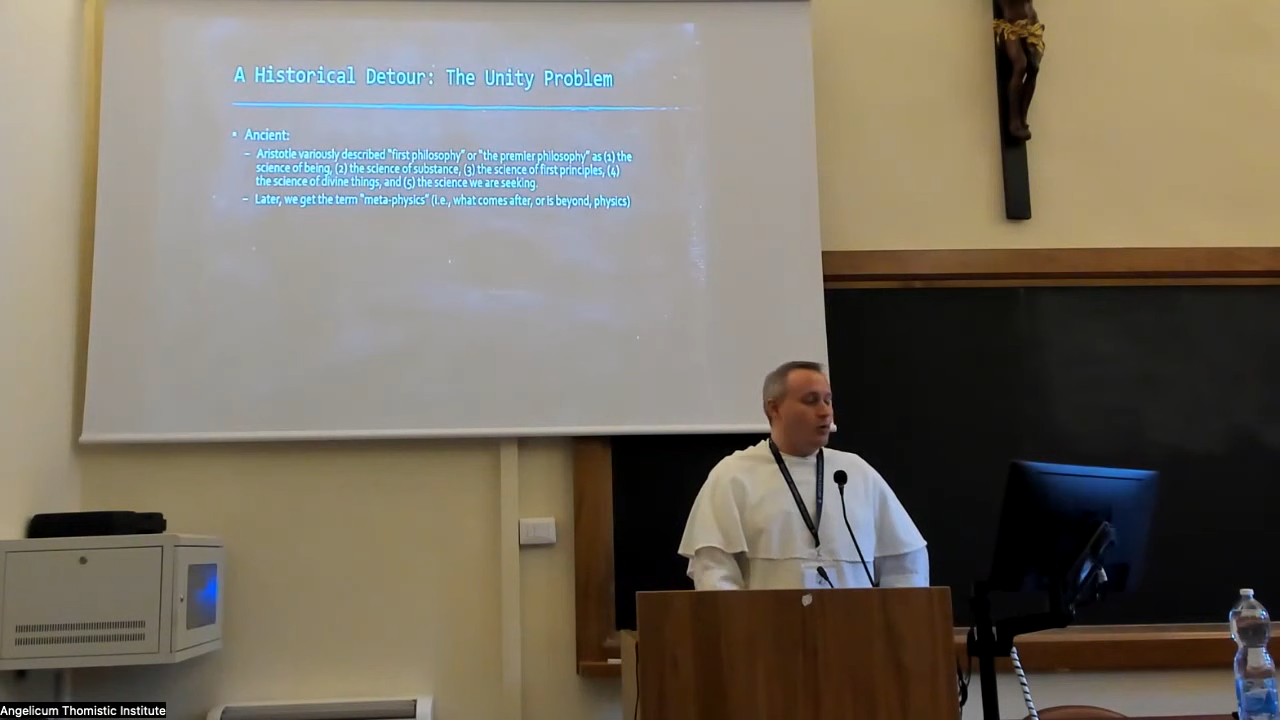 A Historical Detour: The Unity Problem
▪ Ancient:
– Aristotle variously described "first philosophy" or "the premier philosophy" as (1) the
science of being, (2) the science of substance, (3) the science of first principles, (4)
the science of divine things, and (5) the science we are seeking.
– Later, we get the term "meta-physics" (i.e., what comes after, or is beyond, physics)
Angelicum Thomistic Institute